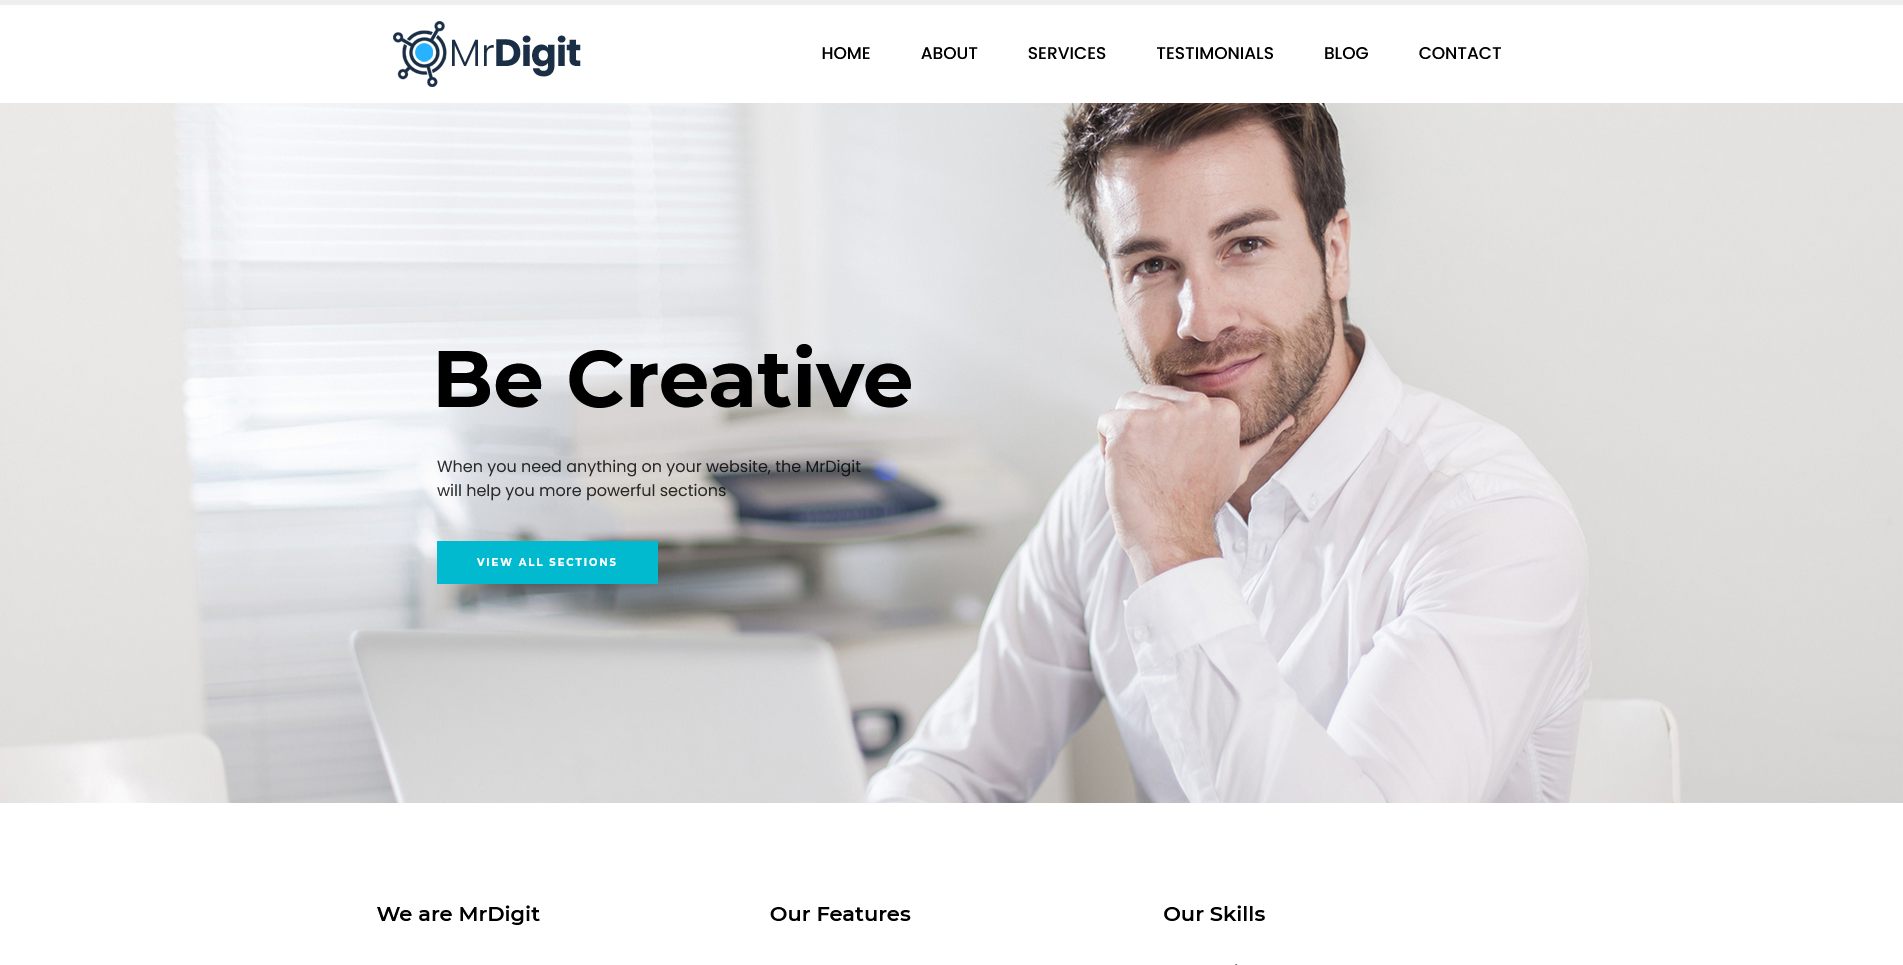 MrDigit
HOME ABOUT SERVICES TESTIMONIALS BLOG CONTACT
Be Creative
When you need anything on your website, the MrDigit
will help you more powerful sections
VIEW ALL SECTIONS
We are MrDigit
Our Features
Our Skills